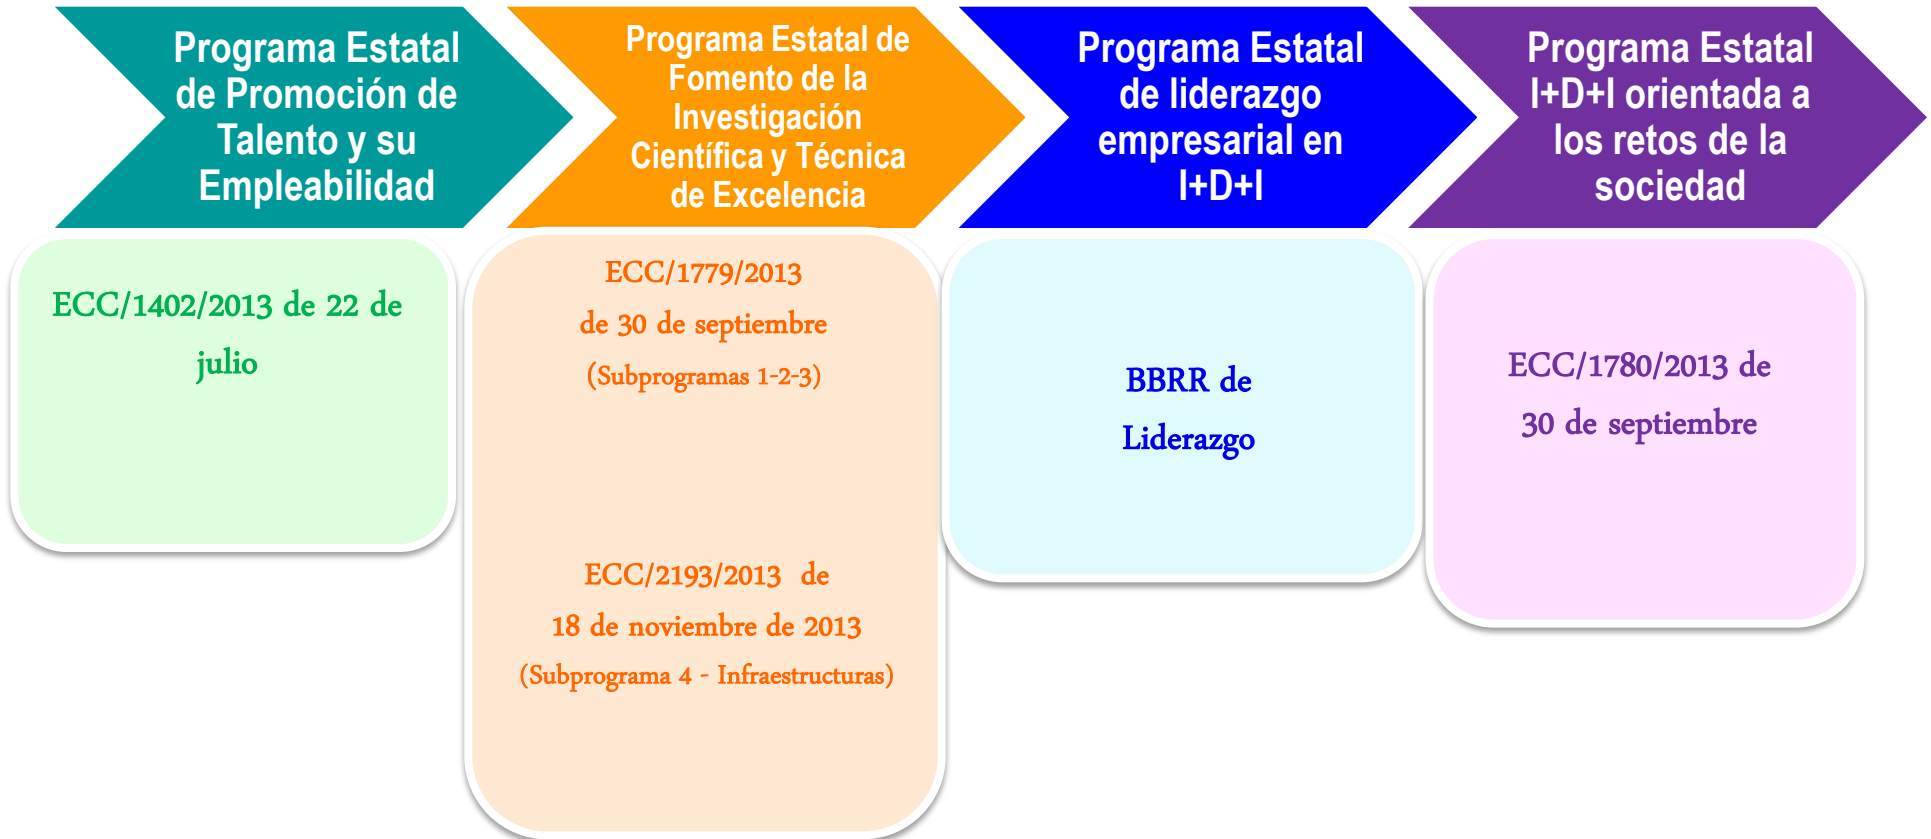 Programa Estatal
de Promoción de
Talento y su
Empleabilidad
Programa Estatal de
Fomento de la
Investigación
Científica y Técnica
de Excelencia
Programa Estatal
de liderazgo
empresarial en
I+D+I
Programa Estatal
I+D+I orientada a
los retos de la
sociedad
ECC/1402/2013 de 22 de
julio
ECC/1779/2013
de 30 de septiembre
(Subprogramas 1-2-3)
ECC/2193/2013 de
18 de noviembre de 2013
(Subprograma 4 - Infraestructuras)
BBRR de
Liderazgo
ECC/1780/2013 de
30 de septiembre